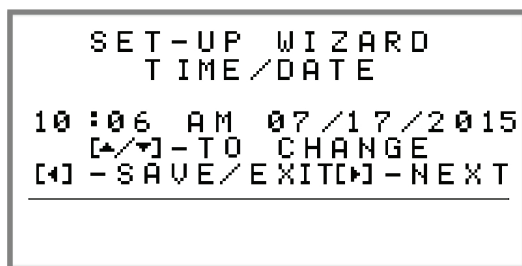 SET-UP WIZARD
TIME/DATE
10:06 AM 07/17/2015
[▲/▼]-TO CHANGE
[◀]-SAVE/EXIT[▶]-NEXT